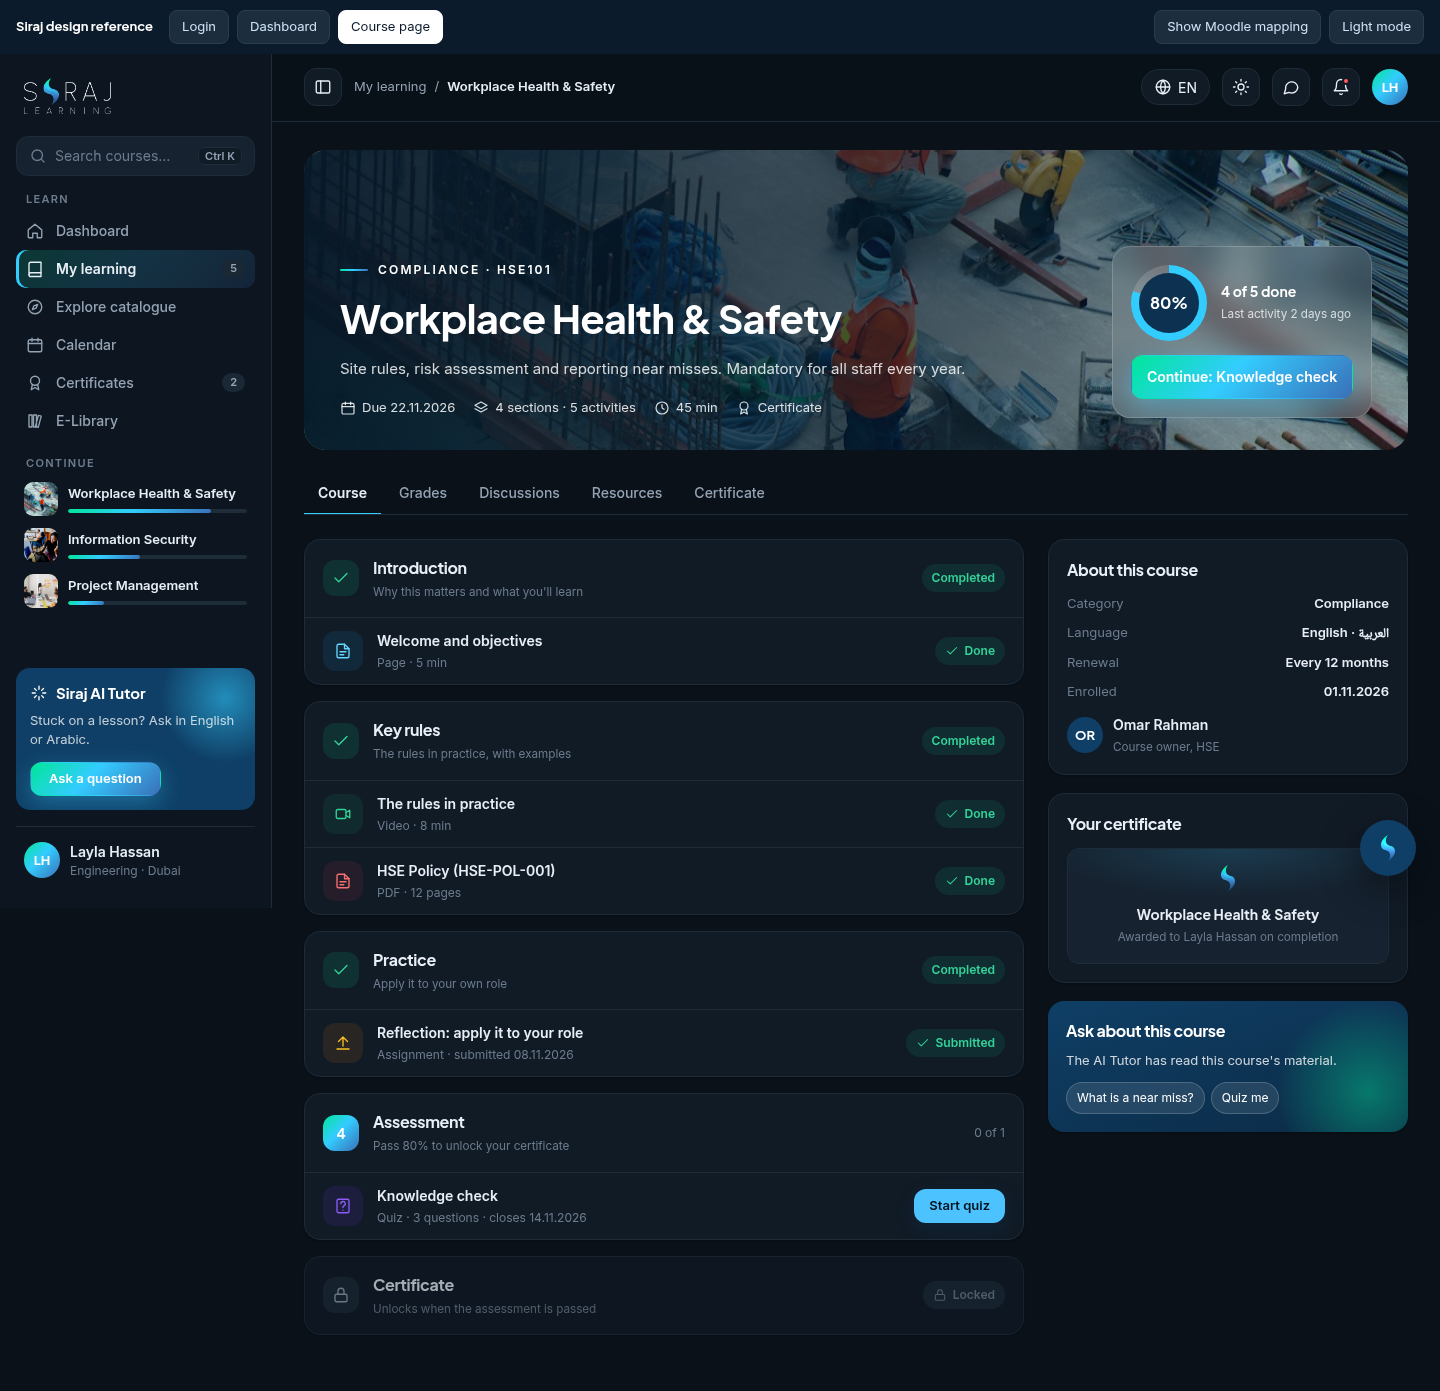 Siraj design reference
Login
Dashboard
Course page
Show Moodle mapping
Light mode
SIRAJ
LEARNING
Search courses...
Ctrl K
LEARN
Dashboard
My learning
5
Explore catalogue
Calendar
Certificates
2
E-Library
CONTINUE
Workplace Health & Safety
Information Security
Project Management
Siraj AI Tutor
Stuck on a lesson? Ask in English
or Arabic.
Ask a question
LH
Layla Hassan
Engineering · Dubai
My learning / Workplace Health & Safety
EN
LH
COMPLIANCE · HSE101
Workplace Health & Safety
Site rules, risk assessment and reporting near misses. Mandatory for all staff every year.
Due 22.11.2026
4 sections · 5 activities
45 min
Certificate
80%
4 of 5 done
Last activity 2 days ago
Continue: Knowledge check
Course
Grades
Discussions
Resources
Certificate
Introduction
Why this matters and what you'll learn
Completed
Welcome and objectives
Page · 5 min
Done
Key rules
The rules in practice, with examples
Completed
The rules in practice
Video · 8 min
Done
HSE Policy (HSE-POL-001)
PDF · 12 pages
Done
Practice
Apply it to your own role
Completed
Reflection: apply it to your role
Assignment · submitted 08.11.2026
Submitted
4
Assessment
Pass 80% to unlock your certificate
0 of 1
Knowledge check
Quiz · 3 questions · closes 14.11.2026
Start quiz
Certificate
Unlocks when the assessment is passed
Locked
About this course
Category
Compliance
Language
English · العربية
Renewal
Every 12 months
Enrolled
01.11.2026
OR
Omar Rahman
Course owner, HSE
Your certificate
Workplace Health & Safety
Awarded to Layla Hassan on completion
Ask about this course
The AI Tutor has read this course's material.
What is a near miss?
Quiz me